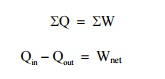 ΣQ = ΣW
Qin − Qout = Wnet